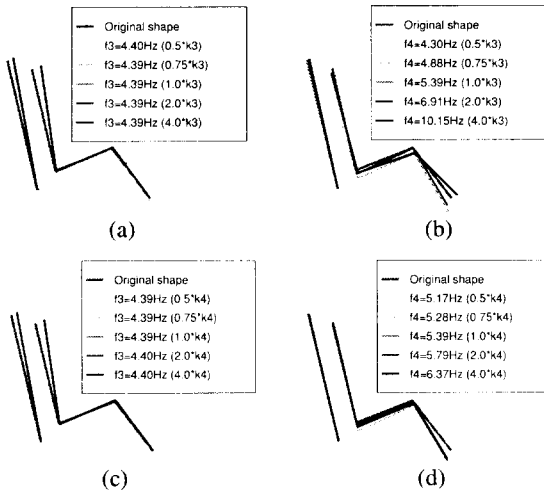 Original shape
f3=4.40Hz (0.5*k3)
f3=4.39Hz (0.75*k3)
f3=4.39Hz (1.0*k3)
f3=4.39Hz (2.0*k3)
f3=4.39Hz (4.0*k3)
(a)
Original shape
f4=4.30Hz (0.5*k3)
f4=4.88Hz (0.75*k3)
f4=5.39Hz (1.0*k3)
f4=6.91Hz (2.0*k3)
f4=10.15Hz (4.0*k3)
(b)
Original shape
f3=4.39Hz (0.5*k4)
f3=4.39Hz (0.75*k4)
f3=4.39Hz (1.0*k4)
f3=4.40Hz (2.0*k4)
f3=4.40Hz (4.0*k4)
(c)
Original shape
f4=5.17Hz (0.5*k4)
f4=5.28Hz (0.75*k4)
f4=5.39Hz (1.0*k4)
f4=5.79Hz (2.0*k4)
f4=6.37Hz (4.0*k4)
(d)